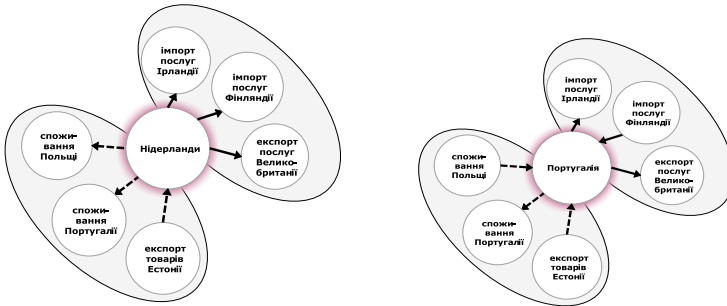 імпорт
послуг
Ірландії
імпорт
послуг
Фінляндії
експорт
послуг
Велико-
британії
Нідерланди
спожи-
вання
Польщі
спожи-
вання
Португалії
експорт
товарів
Естонії
імпорт
послуг
Ірландії
імпорт
послуг
Фінляндії
експорт
послуг
Велико-
британії
Португалія
спожи-
вання
Польщі
спожи-
вання
Португалії
експорт
товарів
Естонії